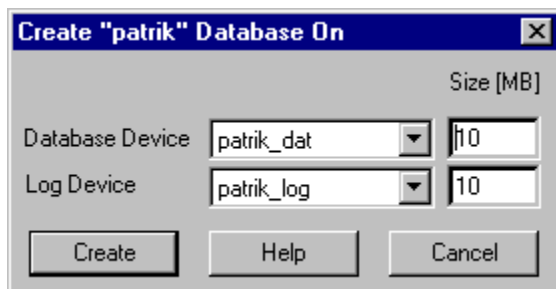 Create "patrik" Database On
Size [MB]
Database Device patrik_dat 10
Log Device patrik_log 10
Create Help Cancel